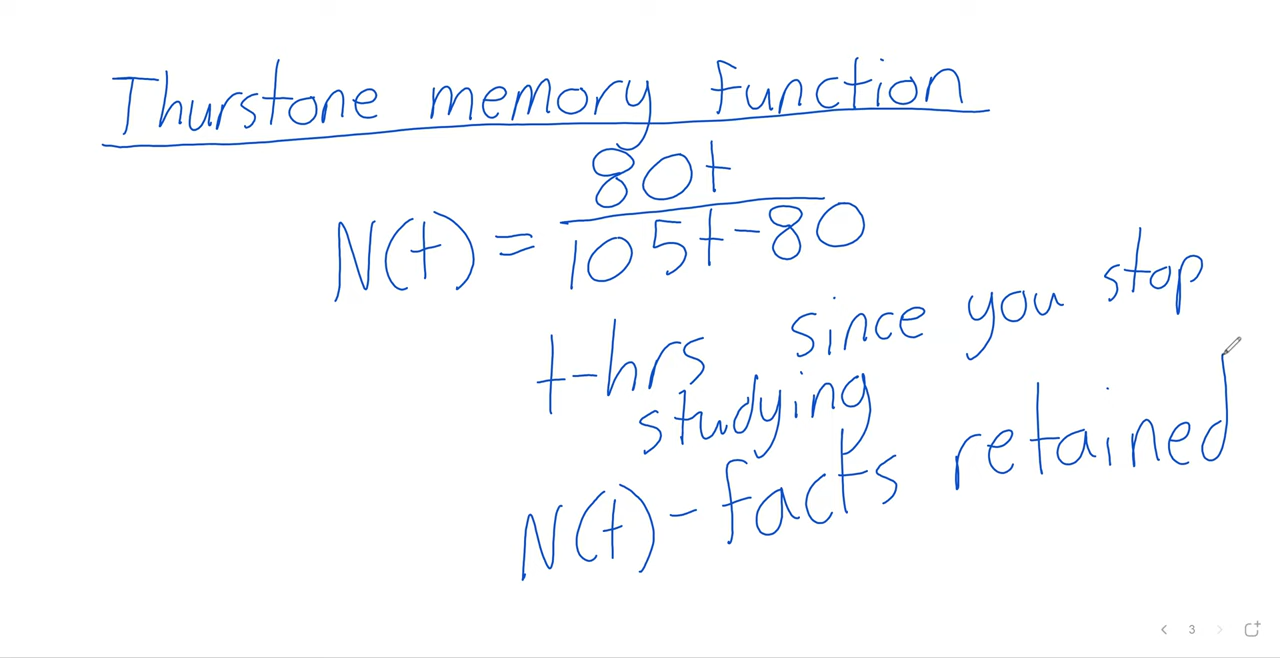 Thurstone memory function
N(t) = 80t / 105t - 80
t - hrs since you stop
studying
N(t) - facts retained
3